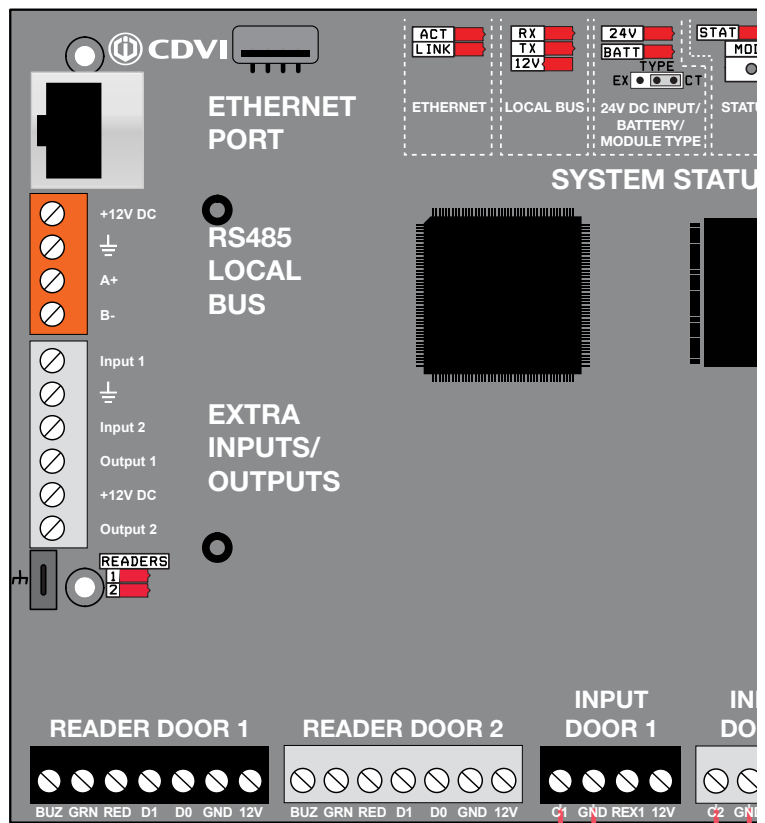 CDVI
ACT
LINK
ETHERNET
RX
TX
12V
LOCAL BUS
24V
BATT
TYPE
EX CT
24V DC INPUT/
BATTERY/
MODULE TYPE
STAT
ETHERNET
PORT
SYSTEM
+12V DC
A+
B-
RS485
LOCAL
BUS
Input 1
Input 2
Output 1
+12V DC
Output 2
EXTRA
INPUTS/
OUTPUTS
READERS
1
2
READER DOOR 1
BUZ GRN RED D1 D0 GND 12V
READER DOOR 2
BUZ GRN RED D1 D0 GND 12V
INPUT
DOOR 1
C1 GND REX1 12V
C2